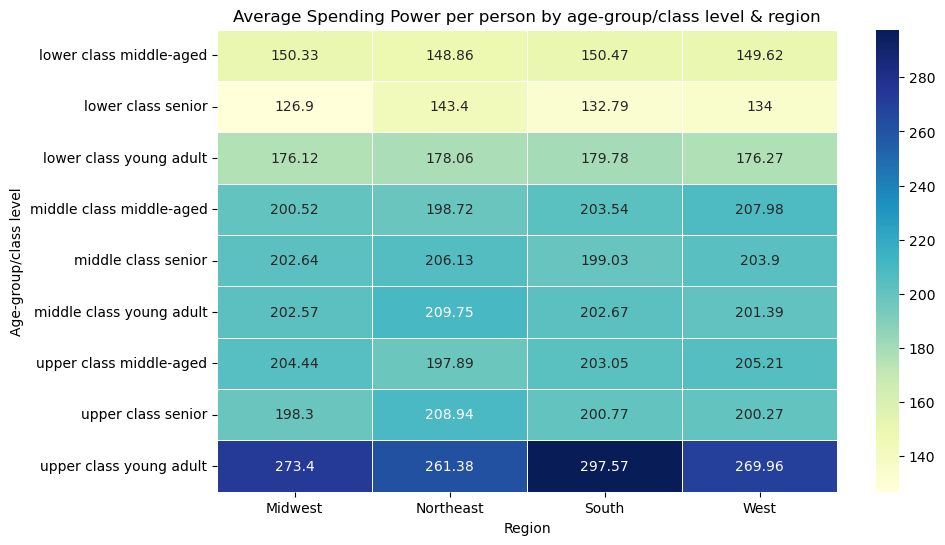 Average Spending Power per person by age-group/class level & region
Age-group/class level
lower class middle-aged 150.33 148.86 150.47 149.62
lower class senior 126.9 143.4 132.79 134
lower class young adult 176.12 178.06 179.78 176.27
middle class middle-aged 200.52 198.72 203.54 207.98
middle class senior 202.64 206.13 199.03 203.9
middle class young adult 202.57 209.75 202.67 201.39
upper class middle-aged 204.44 197.89 203.05 205.21
upper class senior 198.3 208.94 200.77 200.27
upper class young adult 273.4 261.38 297.57 269.96
Midwest Northeast South West
Region
280
260
240
220
200
180
160
140